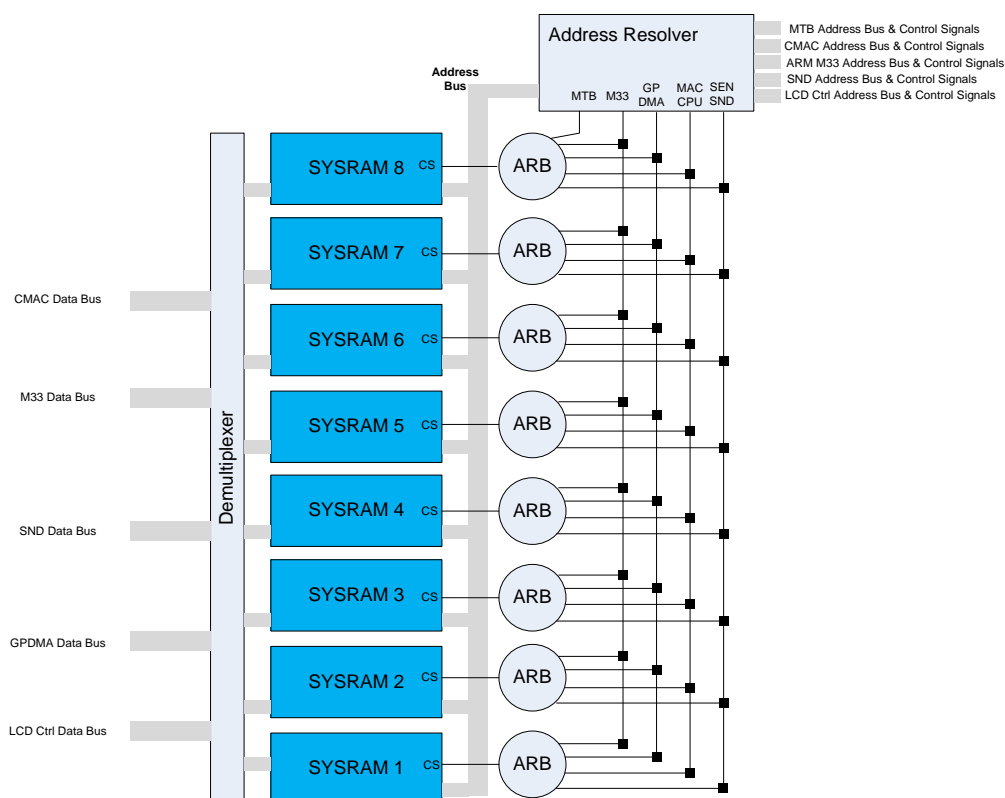 Address Resolver
MTB Address Bus & Control Signals
CMAC Address Bus & Control Signals
ARM M33 Address Bus & Control Signals
SND Address Bus & Control Signals
LCD Ctrl Address Bus & Control Signals
Address
Bus
MTB M33 GP DMA MAC CPU SEN SND
SYSRAM 8 CS ARB
SYSRAM 7 CS ARB
CMAC Data Bus
SYSRAM 6 CS ARB
M33 Data Bus
SYSRAM 5 CS ARB
Demultiplexer
SYSRAM 4 CS ARB
SND Data Bus
SYSRAM 3 CS ARB
GPDMA Data Bus
SYSRAM 2 CS ARB
LCD Ctrl Data Bus
SYSRAM 1 CS ARB